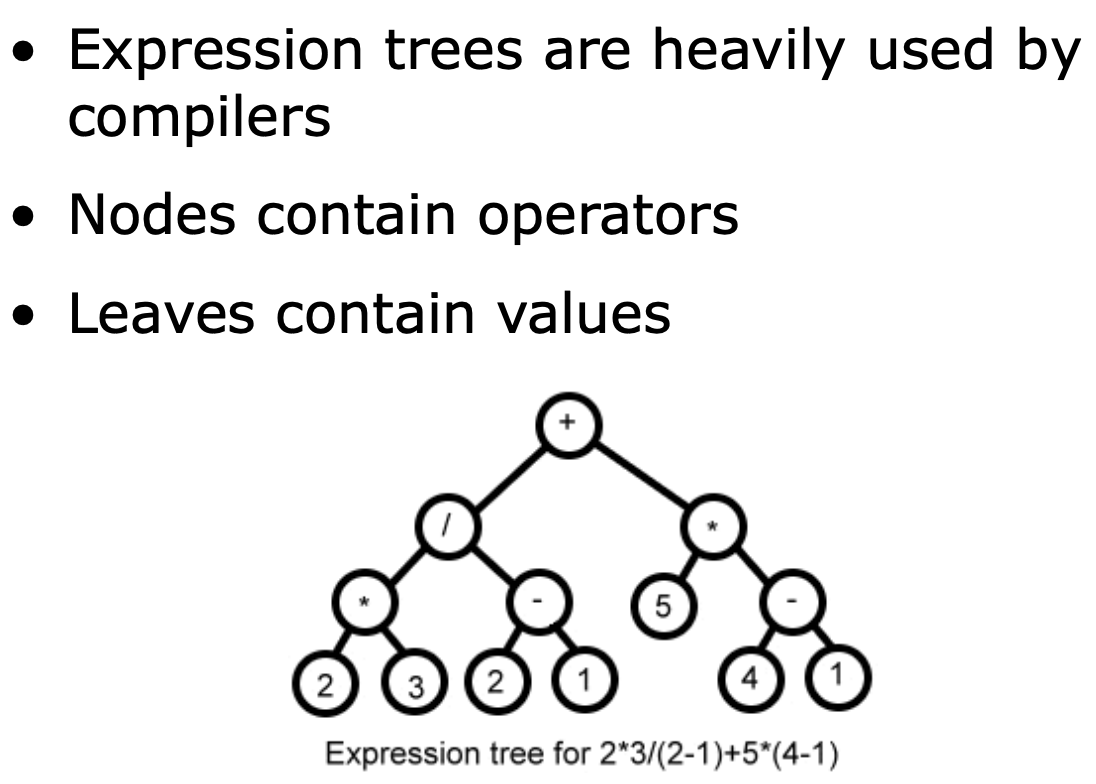 • Expression trees are heavily used by
compilers
• Nodes contain operators
• Leaves contain values
+
/ *
* - 5 -
2 3 2 1 4 1
Expression tree for 2*3/(2-1)+5*(4-1)